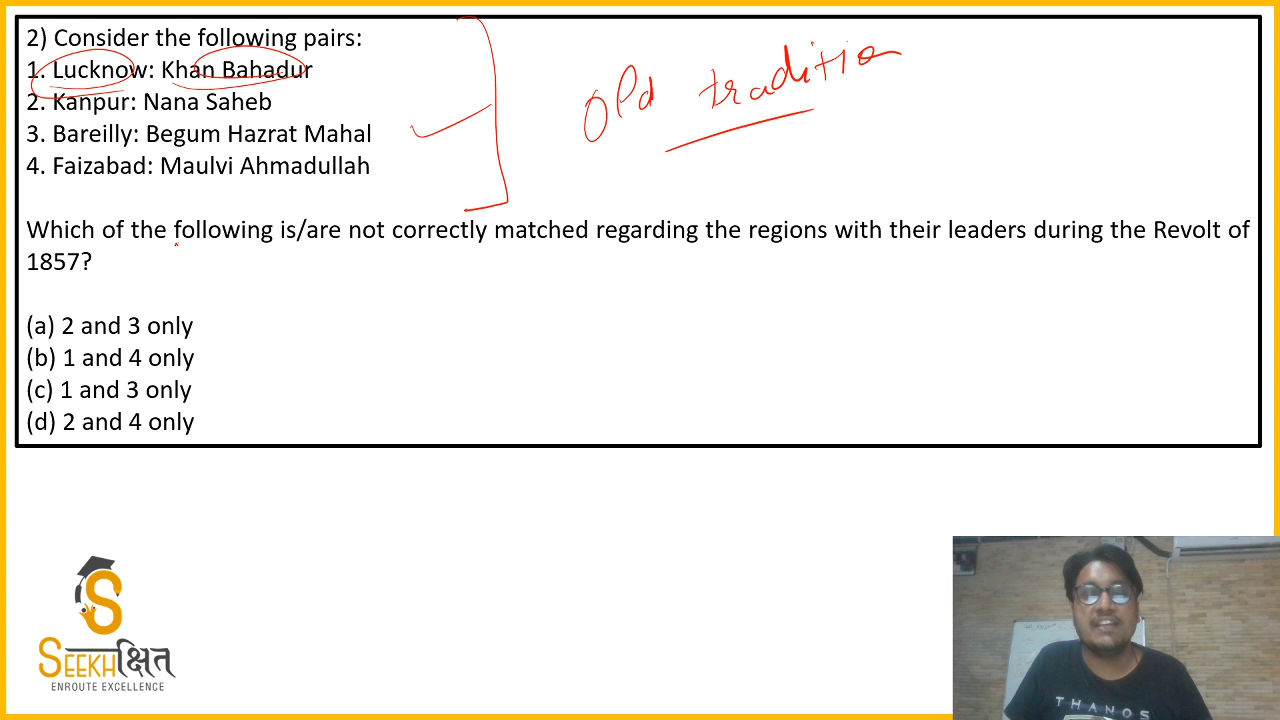 2) Consider the following pairs:
1. Lucknow: Khan Bahadur
2. Kanpur: Nana Saheb
3. Bareilly: Begum Hazrat Mahal
4. Faizabad: Maulvi Ahmadullah
Old tradition
Which of the following is/are not correctly matched regarding the regions with their leaders during the Revolt of
1857?
(a) 2 and 3 only
(b) 1 and 4 only
(c) 1 and 3 only
(d) 2 and 4 only
S
SEEKHक्षित
ENROUTE EXCELLENCE
THANOS